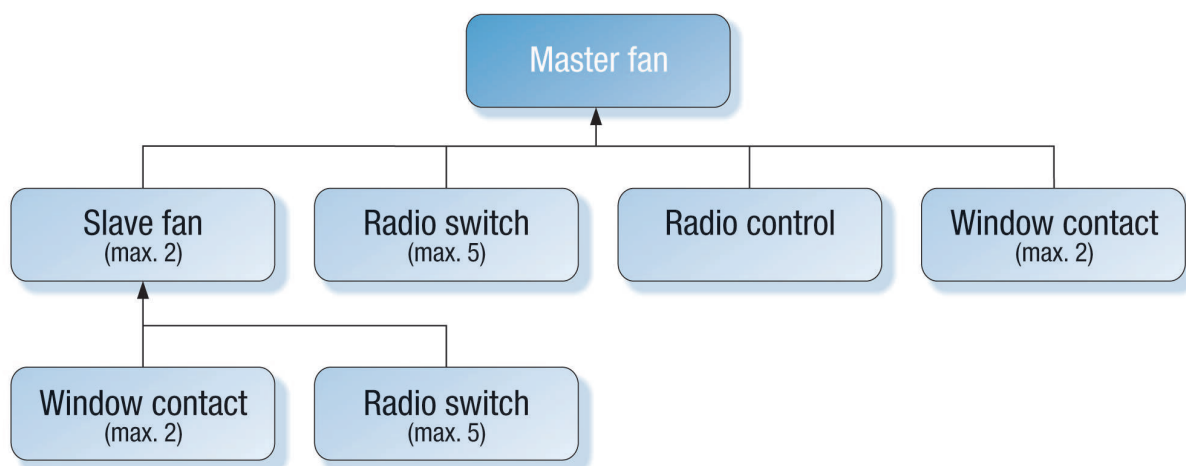 Master fan
Slave fan
(max. 2)
Radio switch
(max. 5)
Radio control
Window contact
(max. 2)
Window contact
(max. 2)
Radio switch
(max. 5)